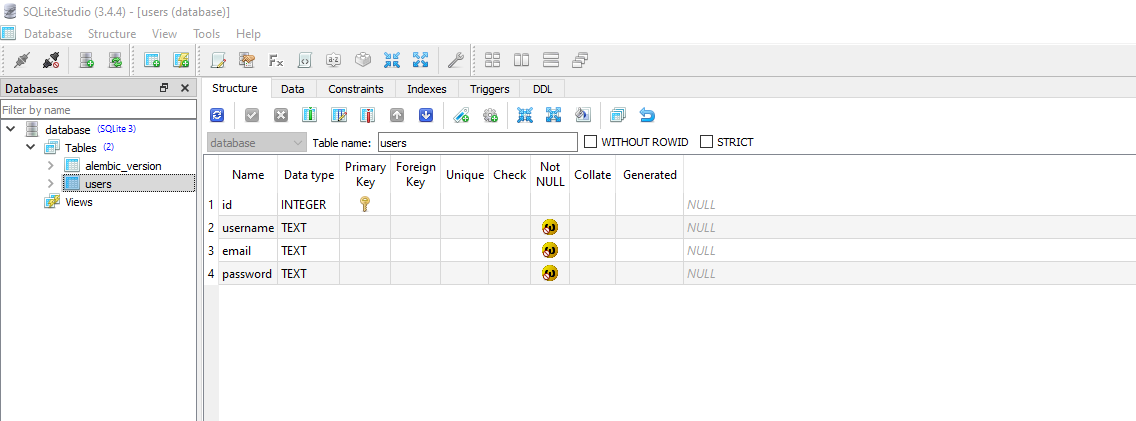 SQLiteStudio (3.4.4) - [users (database)]
Database Structure View Tools Help
Databases
Structure Data Constraints Indexes Triggers DDL
Filter by name
database (SQLite 3)
Tables (2)
alembic_version
users
Views
database Table name: users WITHOUT ROWID STRICT
Name Data type Primary Key Foreign Key Unique Check Not NULL Collate Generated
1 id INTEGER NULL
2 username TEXT NULL
3 email TEXT NULL
4 password TEXT NULL